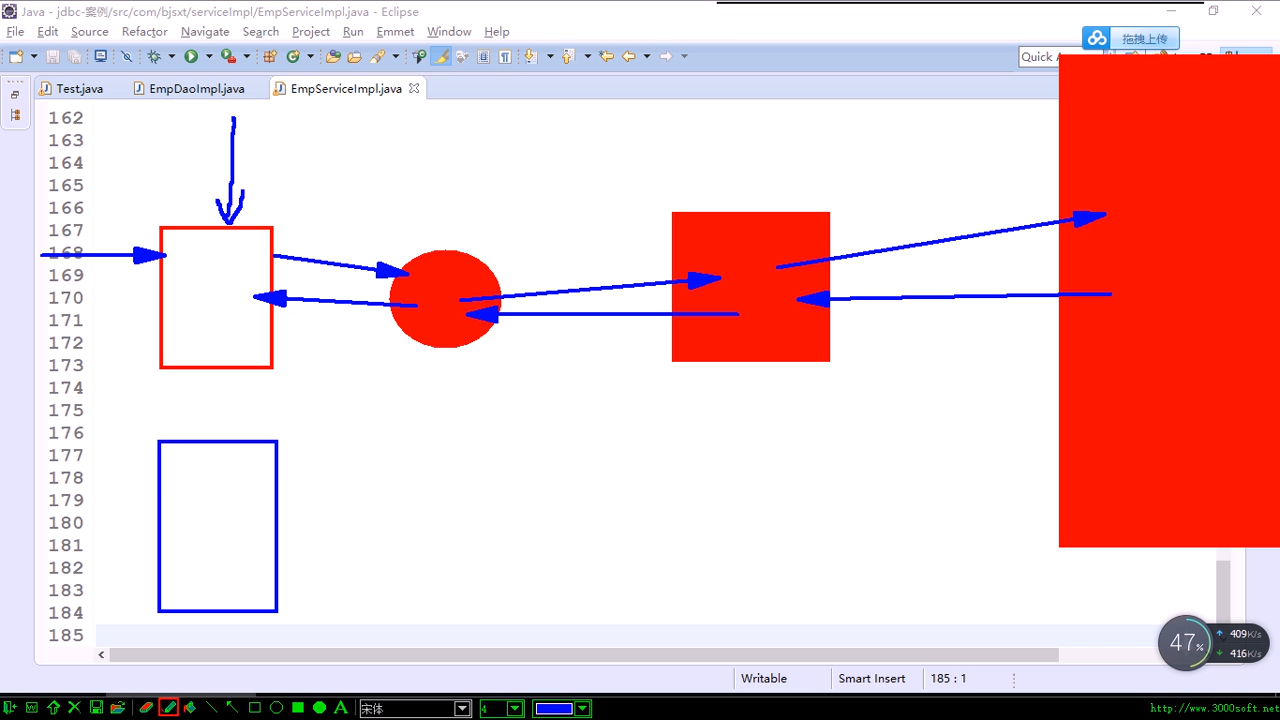 Java - jdbc-案例/src/com/bjsxt/serviceImpl/EmpServiceImpl.java - Eclipse
File Edit Source Refactor Navigate Search Project Run Emmet Window Help
拖拽上传
Quick A
Test.java EmpDaoImpl.java EmpServiceImpl.java
162
163
164
165
166
167
168
169
170
171
172
173
174
175
176
177
178
179
180
181
182
183
184
185
47%
409K/s
416K/s
Writable Smart Insert 185 : 1
宋体 4
http://www.3000soft.net